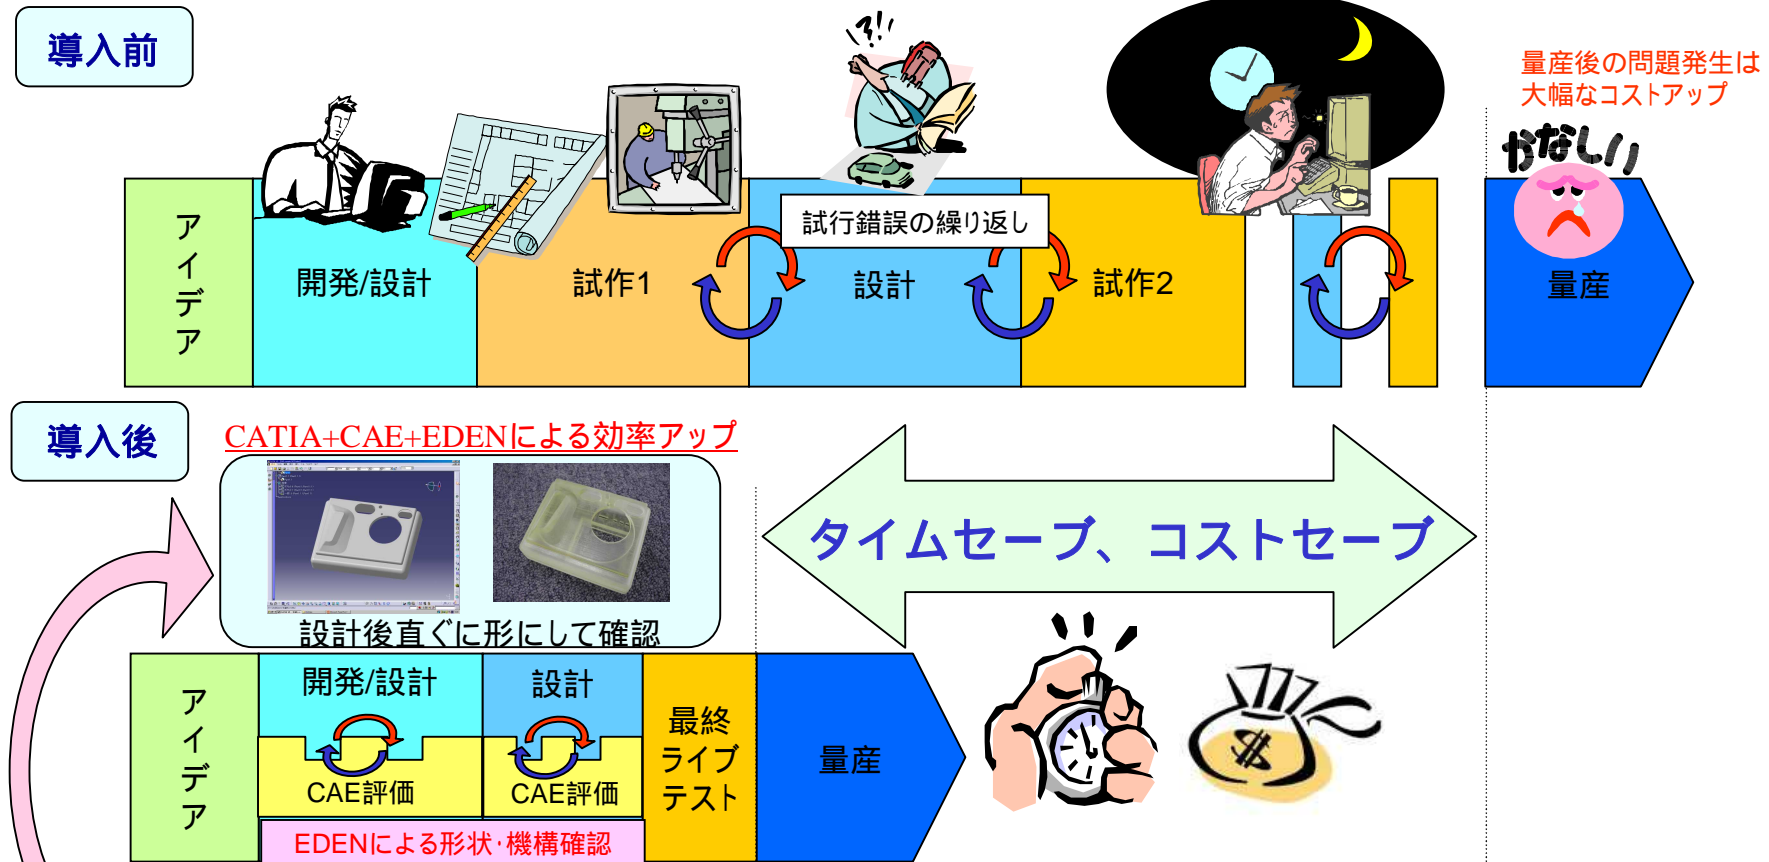 導入前
?!
量産後の問題発生は
大幅なコストアップ
かなしい
アイデア
開発/設計
試作1
試行錯誤の繰り返し
設計
試作2
量産
導入後
CATIA+CAE+EDENによる効率アップ
設計後直ぐに形にして確認
タイムセーブ、コストセーブ
アイデア
開発/設計
CAE評価
設計
CAE評価
EDENによる形状・機構確認
最終
ライブ
テスト
量産
$